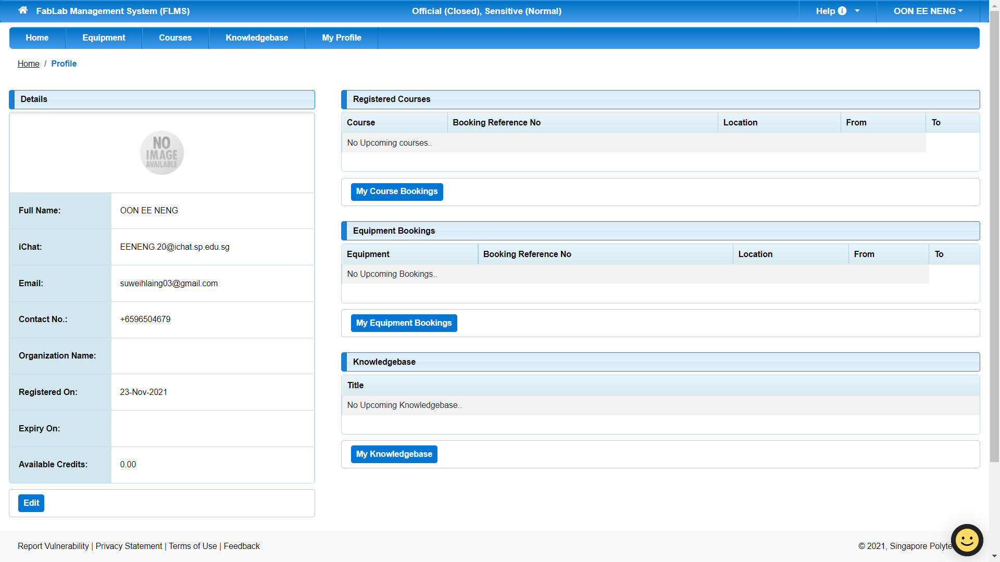 FabLab Management System (FLMS)
Official (Closed), Sensitive (Normal)
Help
OON EE NENG
Home
Equipment
Courses
Knowledgebase
My Profile
Home / Profile
Details
NO
IMAGE
AVAILABLE
Full Name: OON EE NENG
iChat: EENENG.20@ichat.sp.edu.sg
Email: suweihlaing03@gmail.com
Contact No.: +6596504679
Organization Name:
Registered On: 23-Nov-2021
Expiry On:
Available Credits: 0.00
Edit
Registered Courses
Course Booking Reference No Location From To
No Upcoming courses..
My Course Bookings
Equipment Bookings
Equipment Booking Reference No Location From To
No Upcoming Bookings..
My Equipment Bookings
Knowledgebase
Title
No Upcoming Knowledgebase..
My Knowledgebase
Report Vulnerability | Privacy Statement | Terms of Use | Feedback
© 2021, Singapore Polyte